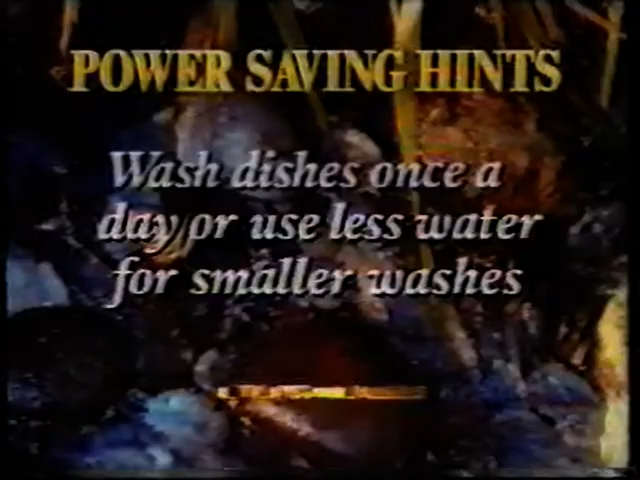 POWER SAVING HINTS
Wash dishes once a
day or use less water
for smaller washes